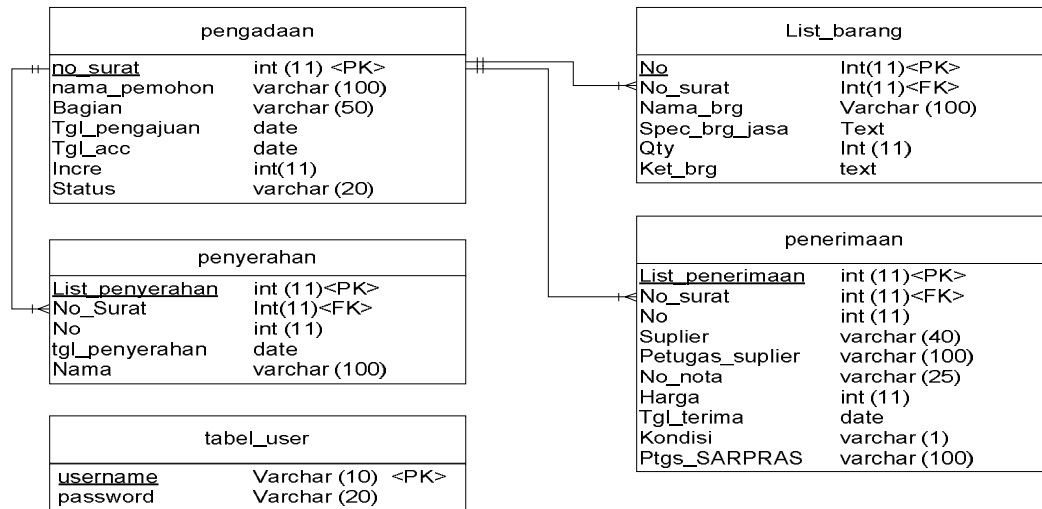 pengadaan
no_surat int (11) <PK>
nama_pemohon varchar (100)
Bagian varchar (50)
Tgl_pengajuan date
Tgl_acc date
Incre int(11)
Status varchar (20)
List_barang
No Int(11)<PK>
No_surat Int(11)<FK>
Nama_brg Varchar (100)
Spec_brg_jasa Text
Qty Int (11)
Ket_brg text
penyerahan
List_penyerahan int (11)<PK>
No_Surat Int(11)<FK>
No int (11)
tgl_penyerahan date
Nama varchar (100)
penerimaan
List_penerimaan int (11)<PK>
No_surat int (11)<FK>
No int (11)
Suplier varchar (40)
Petugas_suplier varchar (100)
No_nota varchar (25)
Harga int (11)
Tgl_terima date
Kondisi varchar (1)
Ptgs_SARPRAS varchar (100)
tabel_user
username Varchar (10) <PK>
password Varchar (20)